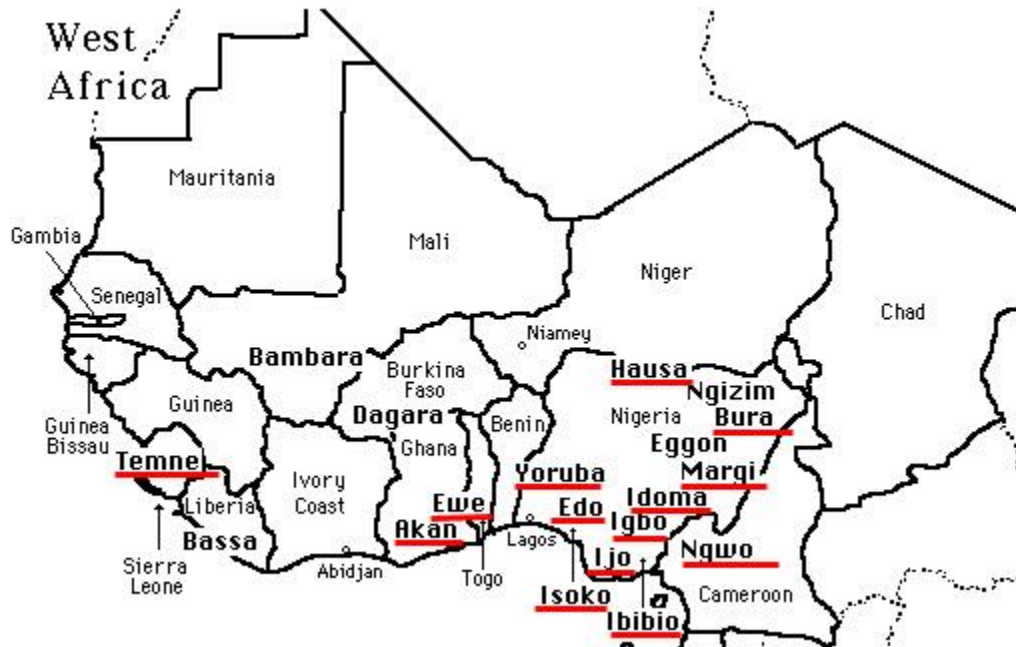 West
Africa
Mauritania
Gambia
Mali
Niger
Senegal
Chad
Niamey
Bambara
Burkina
Faso
Hausa
Ngizim
Guinea
Dagara
Benin
Nigeria
Bura
Guinea
Bissau
Ghana
Eggon
Temne
Ivory
Coast
Yoruba
Margi
Liberia
Ewe
Edo
Idoma
Igbo
Bassa
Akan
Lagos
Ijo
Ngwo
Sierra
Leone
Abidjan
Togo
Isoko
Cameroon
Ibibio